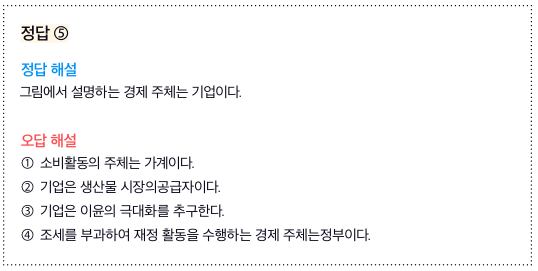 정답 ⑤
정답 해설
그림에서 설명하는 경제 주체는 기업이다.
오답 해설
① 소비활동의 주체는 가계이다.
② 기업은 생산물 시장의공급자이다.
③ 기업은 이윤의 극대화를 추구한다.
④ 조세를 부과하여 재정 활동을 수행하는 경제 주체는정부이다.